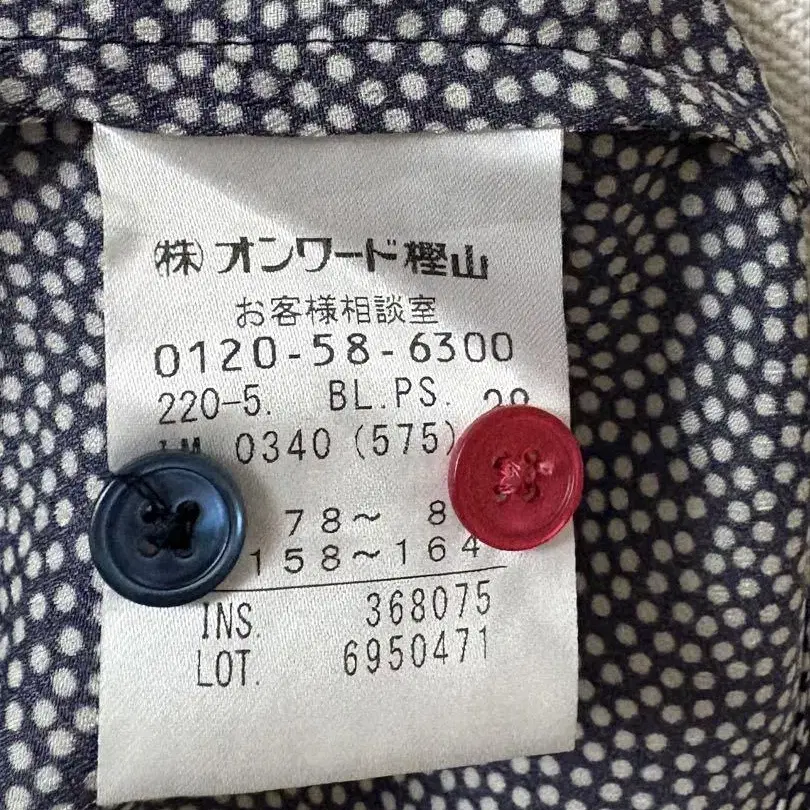 (株)オンワード樫山
お客様相談室
0120-58-6300
220-5. BL.PS.
0340 (575)
78〜 8
158〜164
INS. 368075
LOT. 6950471